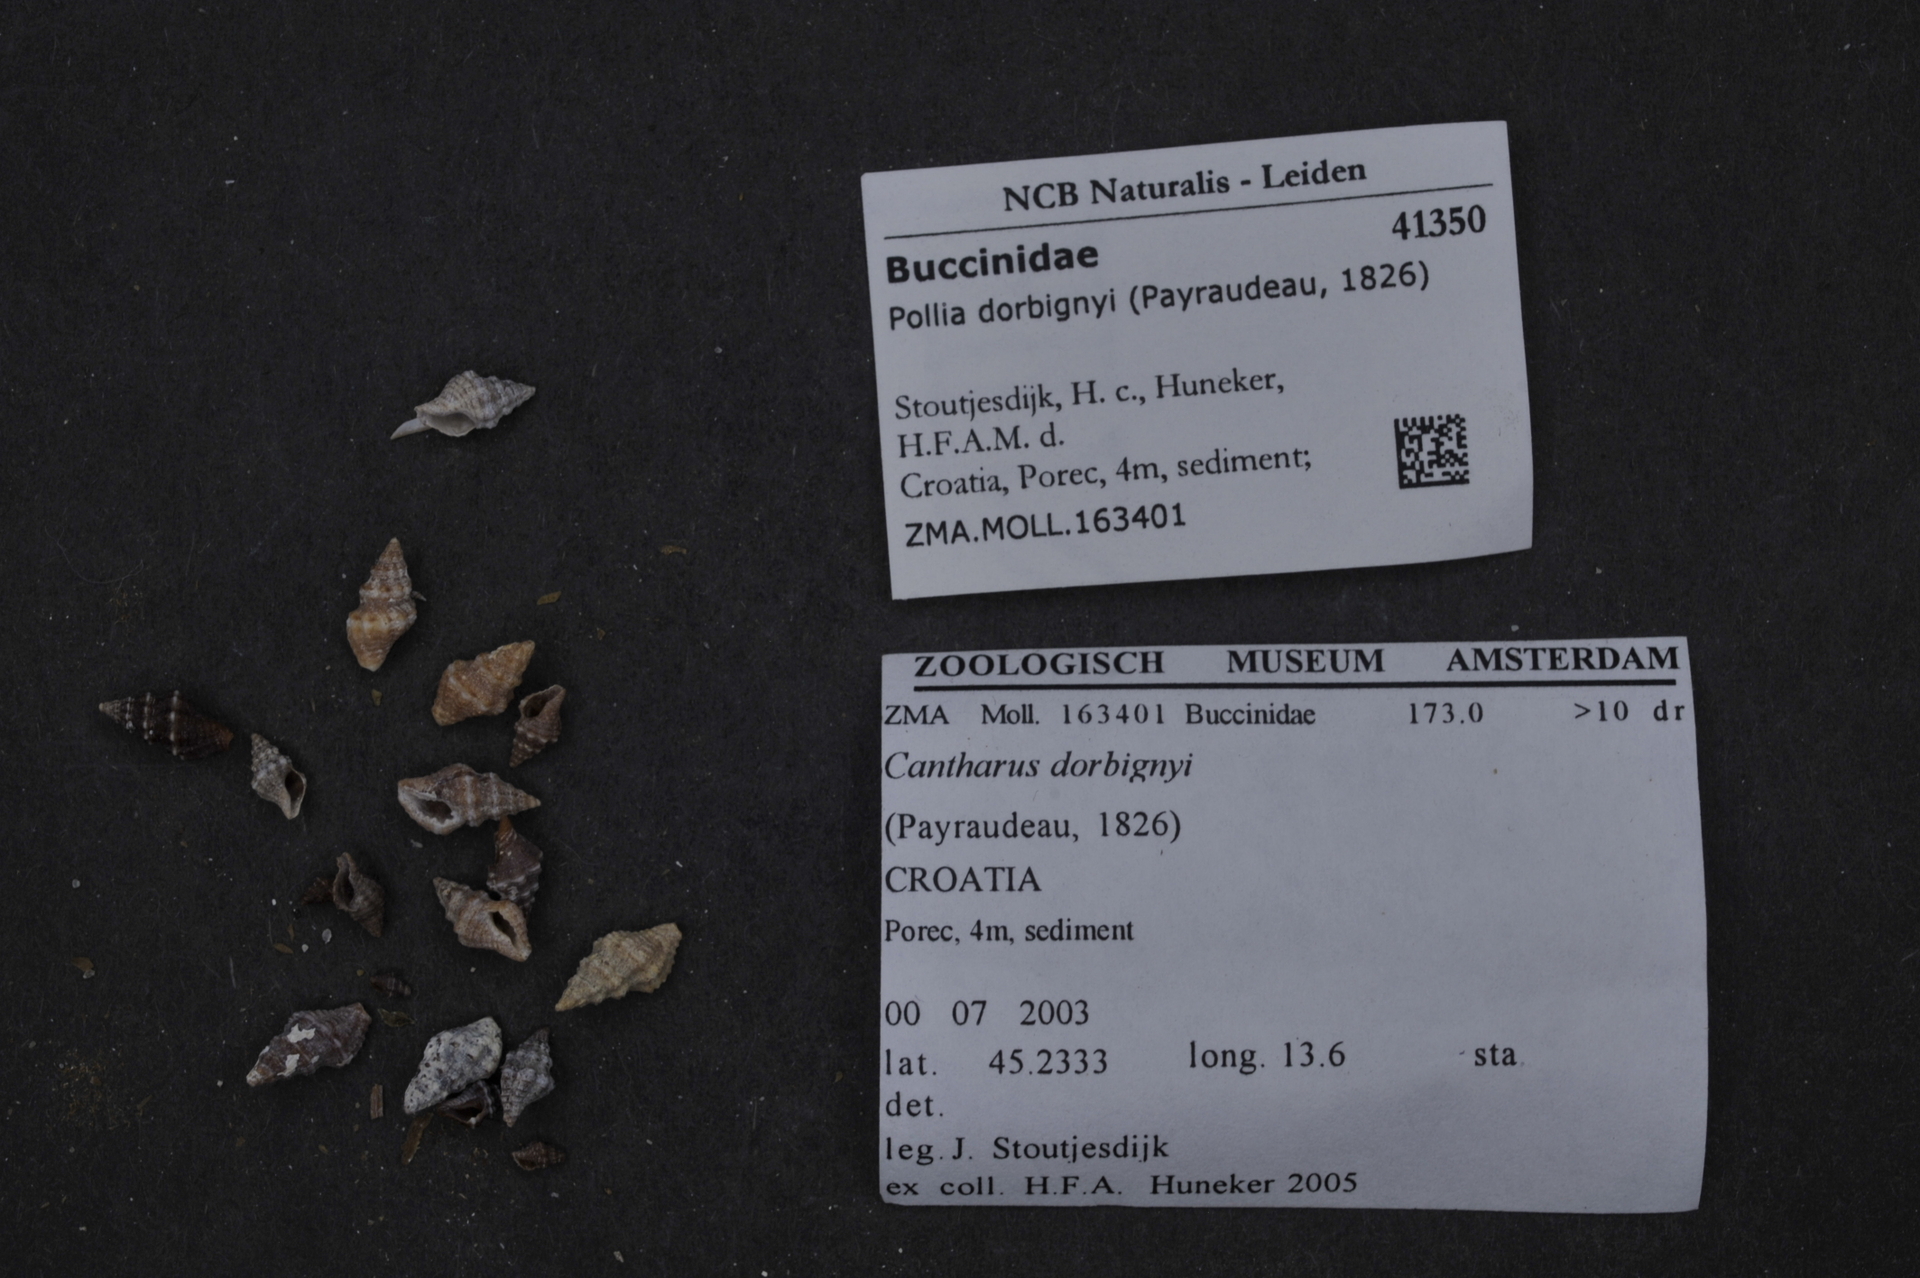 NCB Naturalis - Leiden
41350
Buccinidae
Pollia dorbignyi (Payraudeau, 1826)
Stoutjesdijk, H. c., Huneker,
H.F.A.M. d.
Croatia, Porec, 4m, sediment;
ZMA.MOLL.163401
ZOOLOGISCH MUSEUM AMSTERDAM
ZMA Moll. 163401 Buccinidae 173.0 >10 dr
Cantharus dorbignyi
(Payraudeau, 1826)
CROATIA
Porec, 4m, sediment
00 07 2003
lat. 45.2333 long. 13.6 sta.
det.
leg. J. Stoutjesdijk
ex coll. H.F.A. Huneker 2005